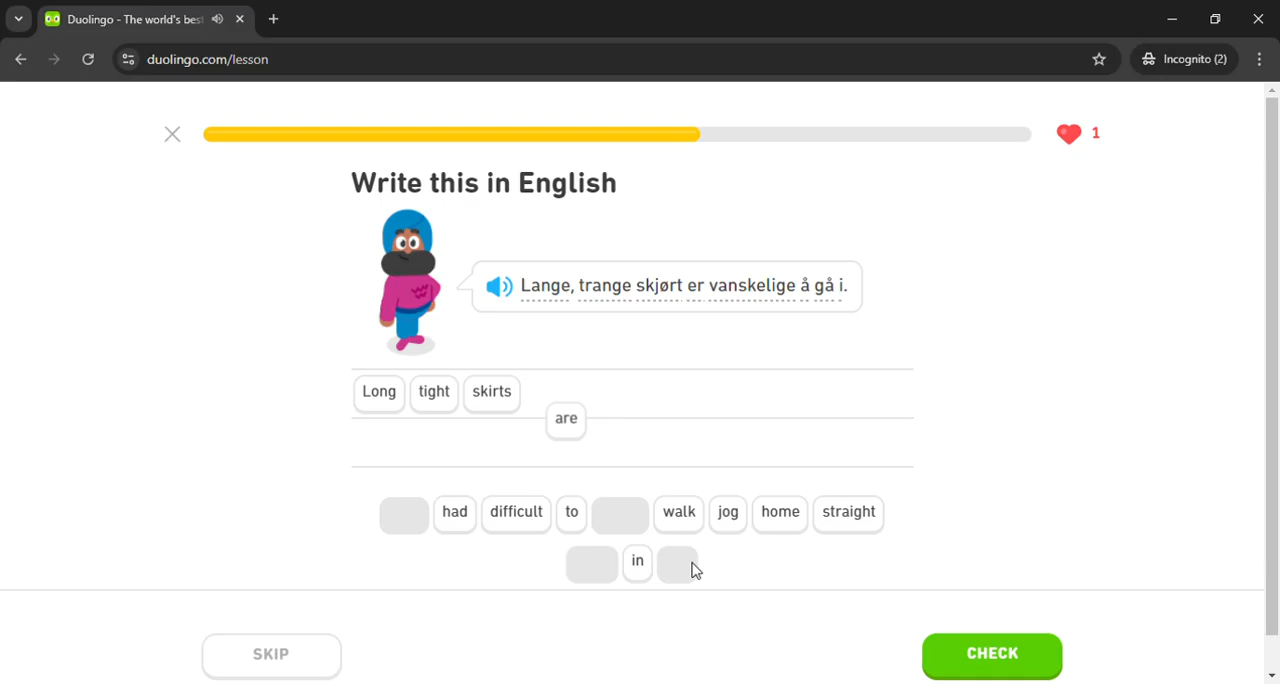 Duolingo - The world's bes
duolingo.com/lesson
Incognito (2)
1
Write this in English
Lange, trange skjørt er vanskelige å gå i.
Long tight skirts
are
had difficult to walk jog home straight
in
SKIP
CHECK